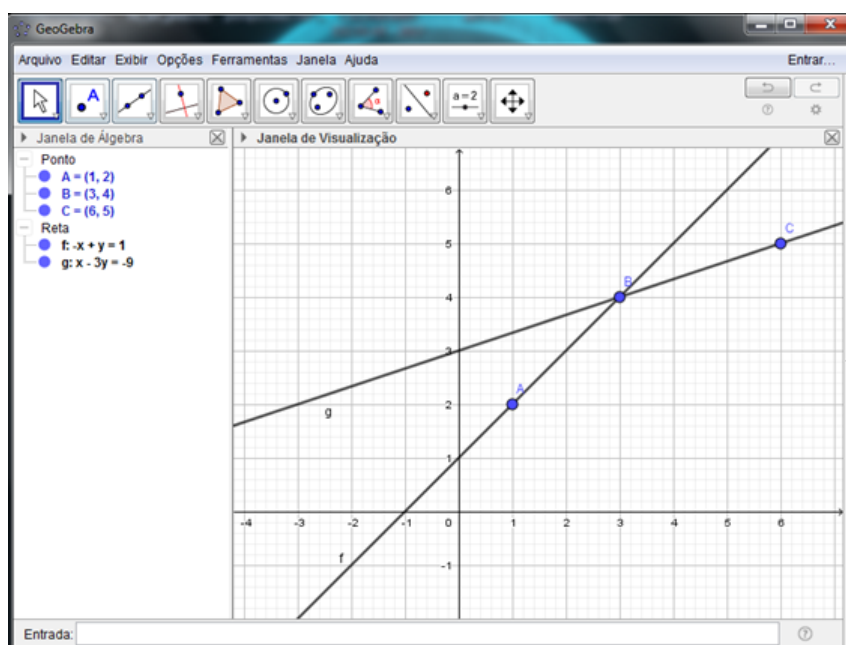 GeoGebra
Arquivo Editar Exibir Opções Ferramentas Janela Ajuda Entrar...
A α a=2
Janela de Álgebra
Janela de Visualização
Ponto
A = (1, 2)
B = (3, 4)
C = (6, 5)
Reta
f: -x + y = 1
g: x - 3y = -9
6
5
C
4
B
3
A
2
g
1
-4 -3 -2 -1 0 1 2 3 4 5 6
f
-1
Entrada: